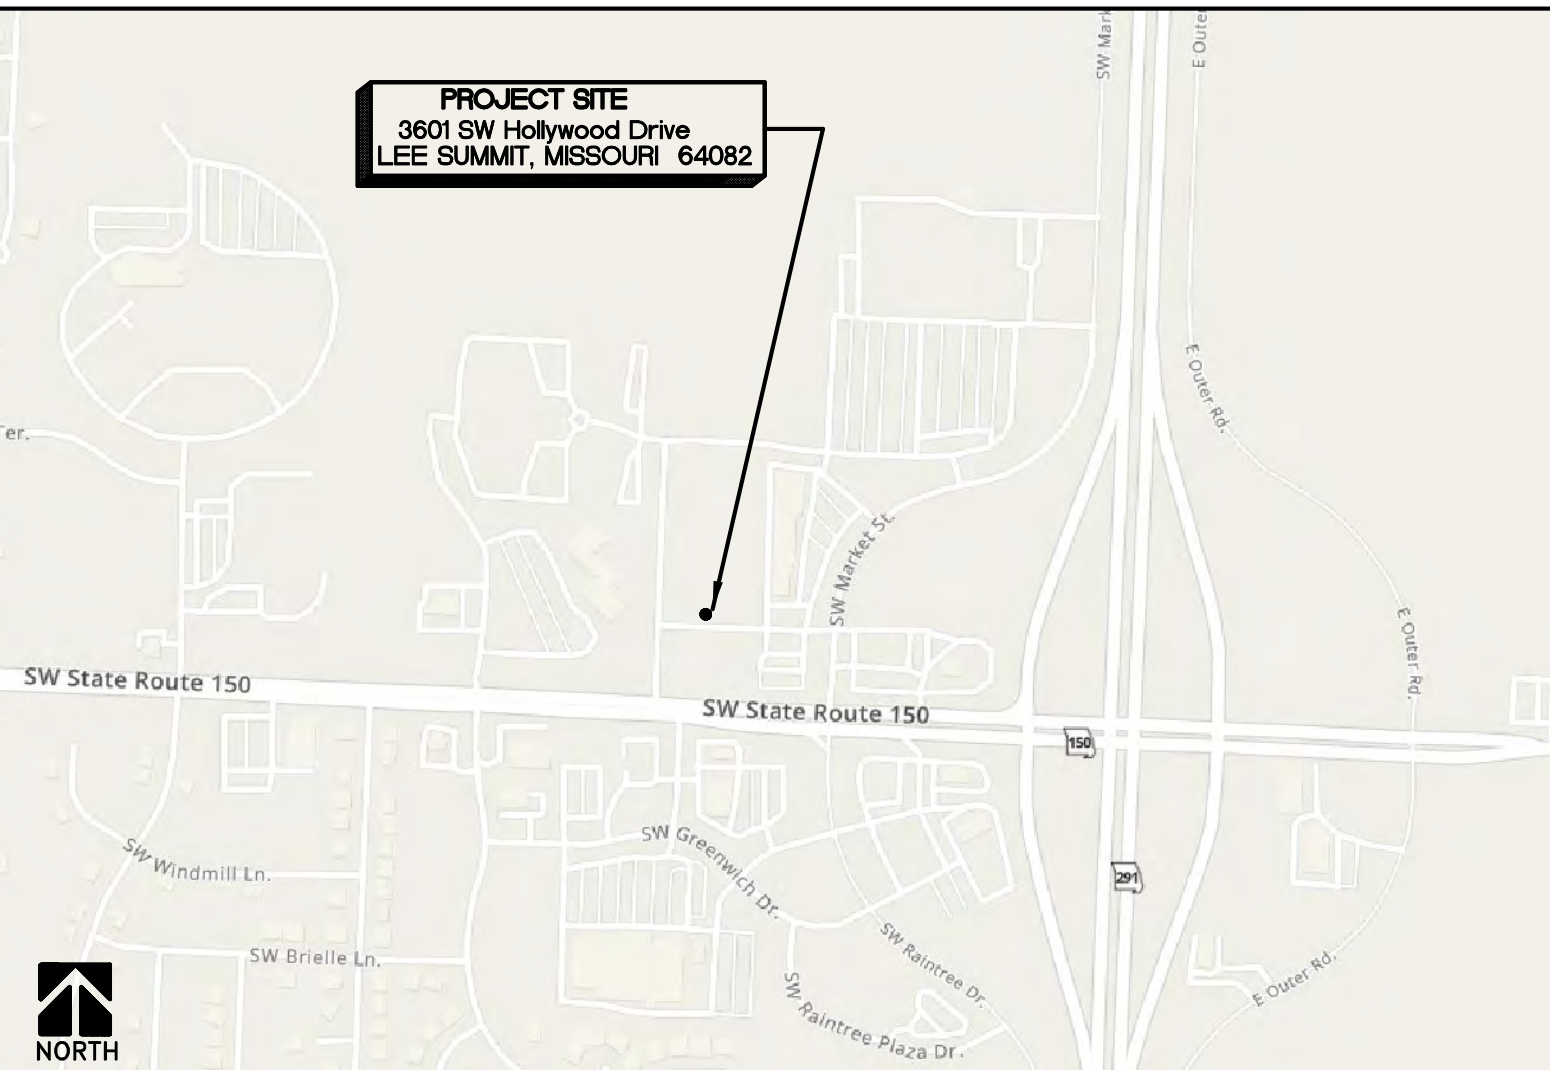 SW Mark
E Oute
PROJECT SITE
3601 SW Hollywood Drive
LEE SUMMIT, MISSOURI 64082
E Outer Rd.
Ter.
SW Market St.
E Outer Rd.
SW State Route 150
SW State Route 150
150
SW Greenwich Dr.
SW Windmill Ln.
291
SW Brielle Ln.
SW Raintree Dr.
E Outer Rd.
SW Raintree Plaza Dr.
NORTH